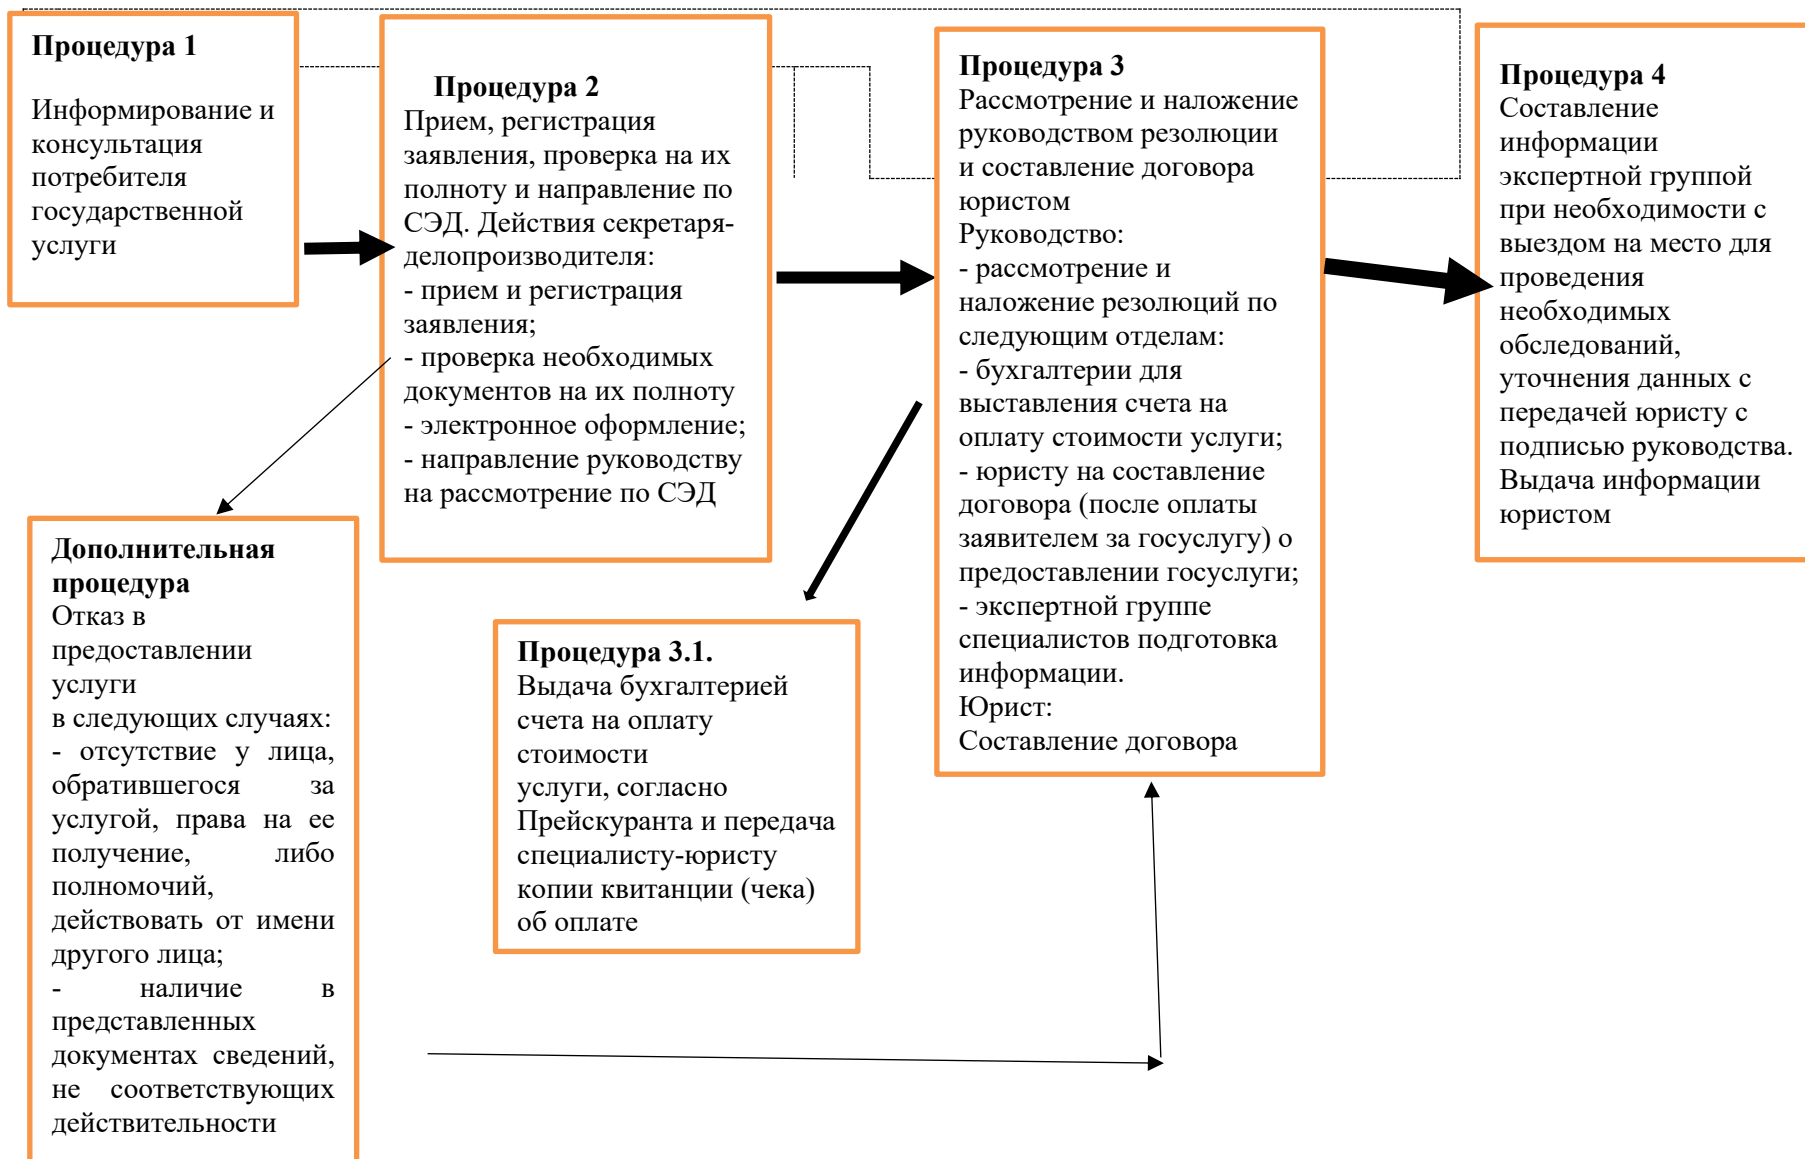 Процедура 1
Информирование и
консультация
потребителя
государственной
услуги
Процедура 2
Прием, регистрация
заявления, проверка на их
полноту и направление по
СЭД. Действия секретаря-
делопроизводителя:
- прием и регистрация
заявления;
- проверка необходимых
документов на их полноту
- электронное оформление;
- направление руководству
на рассмотрение по СЭД
Процедура 3
Рассмотрение и наложение
руководством резолюции
и составление договора
юристом
Руководство:
- рассмотрение и
наложение резолюций по
следующим отделам:
- бухгалтерии для
выставления счета на
оплату стоимости услуги;
- юристу на составление
договора (после оплаты
заявителем за госуслугу) о
предоставлении госуслуги;
- экспертной группе
специалистов подготовка
информации.
Юрист:
Составление договора
Процедура 4
Составление
информации
экспертной группой
при необходимости с
выездом на место для
проведения
необходимых
обследований,
уточнения данных с
передачей юристу с
подписью руководства.
Выдача информации
юристом
Дополнительная
процедура
Отказ в
предоставлении
услуги
в следующих случаях:
- отсутствие у лица,
обратившегося за
услугой, права на ее
получение, либо
полномочий,
действовать от имени
другого лица;
- наличие в
представленных
документах сведений,
не соответствующих
действительности
Процедура 3.1.
Выдача бухгалтерией
счета на оплату
стоимости
услуги, согласно
Прейскуранта и передача
специалисту-юристу
копии квитанции (чека)
об оплате